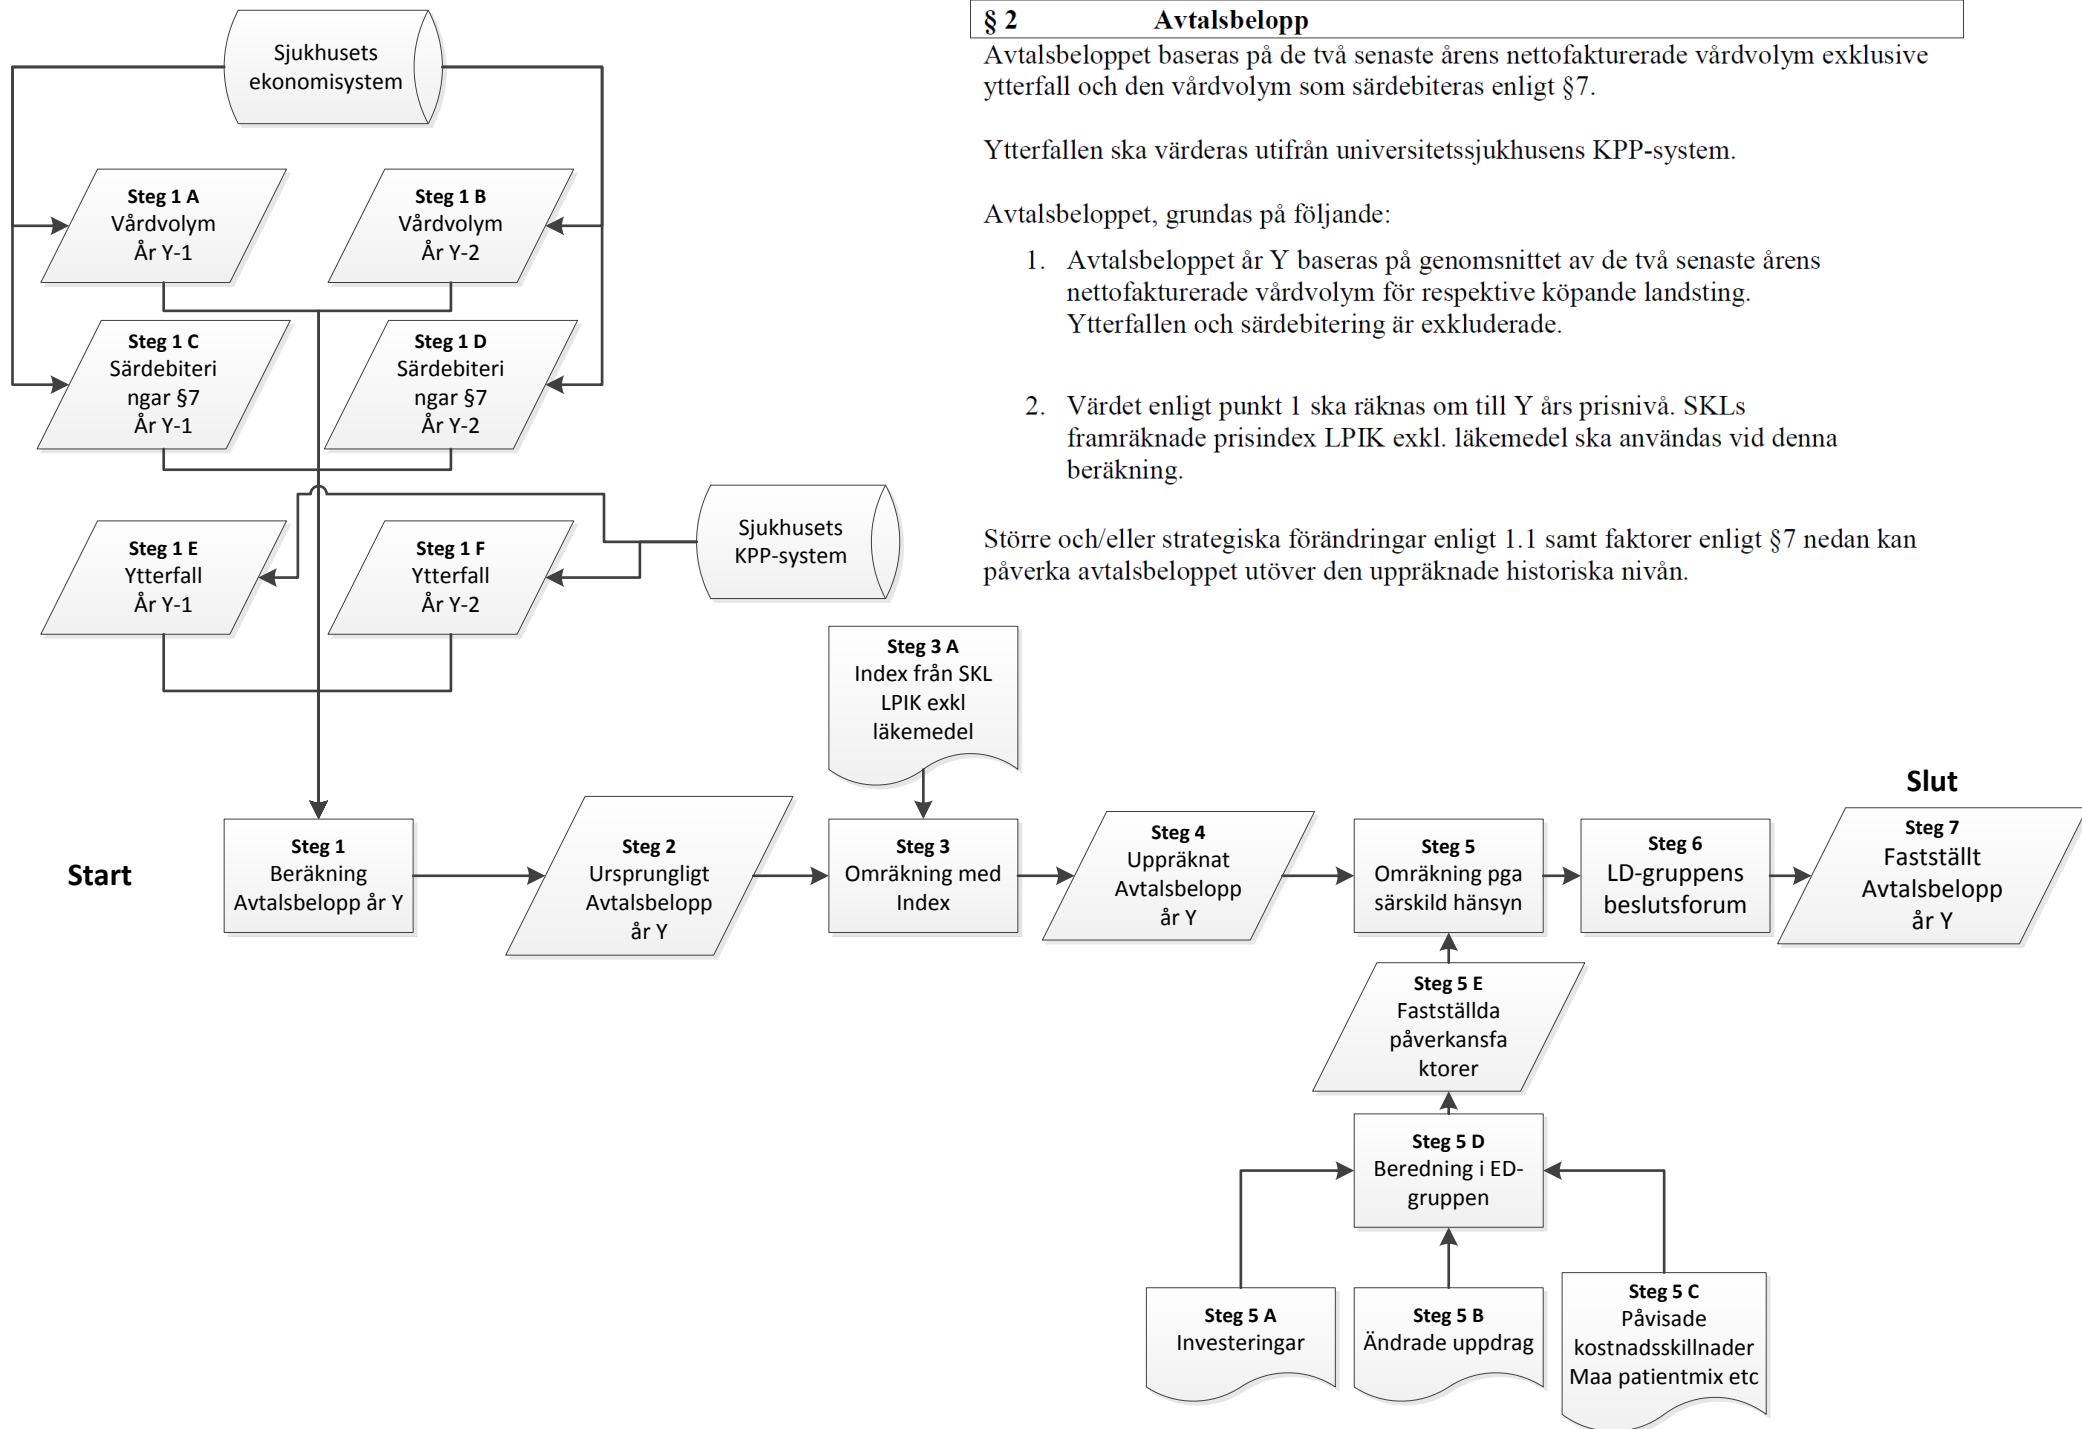 Sjukhusets
ekonomisystem
§ 2 Avtalsbelopp
Avtalsbeloppet baseras på de två senaste årens nettofakturerade vårdvolym exklusive
ytterfall och den vårdvolym som särdebiteras enligt §7.
Ytterfallen ska värderas utifrån universitetssjukhusens KPP-system.
Avtalsbeloppet, grundas på följande:
1. Avtalsbeloppet år Y baseras på genomsnittet av de två senaste årens
nettofakturerade vårdvolym för respektive köpande landsting.
Ytterfallen och särdebitering är exkluderade.
2. Värdet enligt punkt 1 ska räknas om till Y års prisnivå. SKLs
framräknade prisindex LPIK exkl. läkemedel ska användas vid denna
beräkning.
Större och/eller strategiska förändringar enligt 1.1 samt faktorer enligt §7 nedan kan
påverka avtalsbeloppet utöver den uppräknade historiska nivån.
Steg 1 A
Vårdvolym
År Y-1
Steg 1 B
Vårdvolym
År Y-2
Steg 1 C
Särdebiteri
ngar §7
År Y-1
Steg 1 D
Särdebiteri
ngar §7
År Y-2
Steg 1 E
Ytterfall
År Y-1
Steg 1 F
Ytterfall
År Y-2
Sjukhusets
KPP-system
Steg 3 A
Index från SKL
LPIK exkl
läkemedel
Start
Steg 1
Beräkning
Avtalsbelopp år Y
Steg 2
Ursprungligt
Avtalsbelopp
år Y
Steg 3
Omräkning med
Index
Steg 4
Uppräknat
Avtalsbelopp
år Y
Steg 5
Omräkning pga
särskild hänsyn
Steg 6
LD-gruppens
beslutsforum
Slut
Steg 7
Fastställt
Avtalsbelopp
år Y
Steg 5 E
Fastställda
påverkansfa
ktorer
Steg 5 D
Beredning i ED-
gruppen
Steg 5 A
Investeringar
Steg 5 B
Ändrade uppdrag
Steg 5 C
Påvisade
kostnadsskillnader
Maa patientmix etc